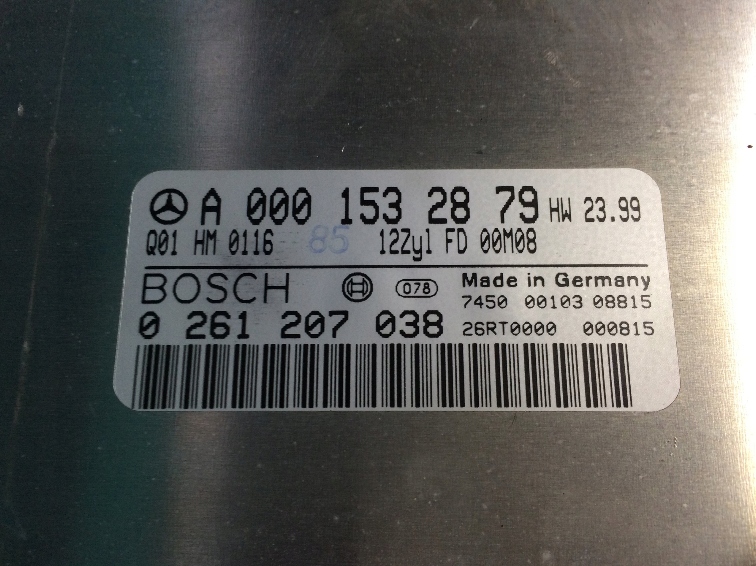 A 000 153 28 79 HW 23.99
Q01 HM 0116 85 12Zyl FD 00M08
BOSCH 078 Made in Germany
7450 00103 08815
0 261 207 038 26RT0000 000815